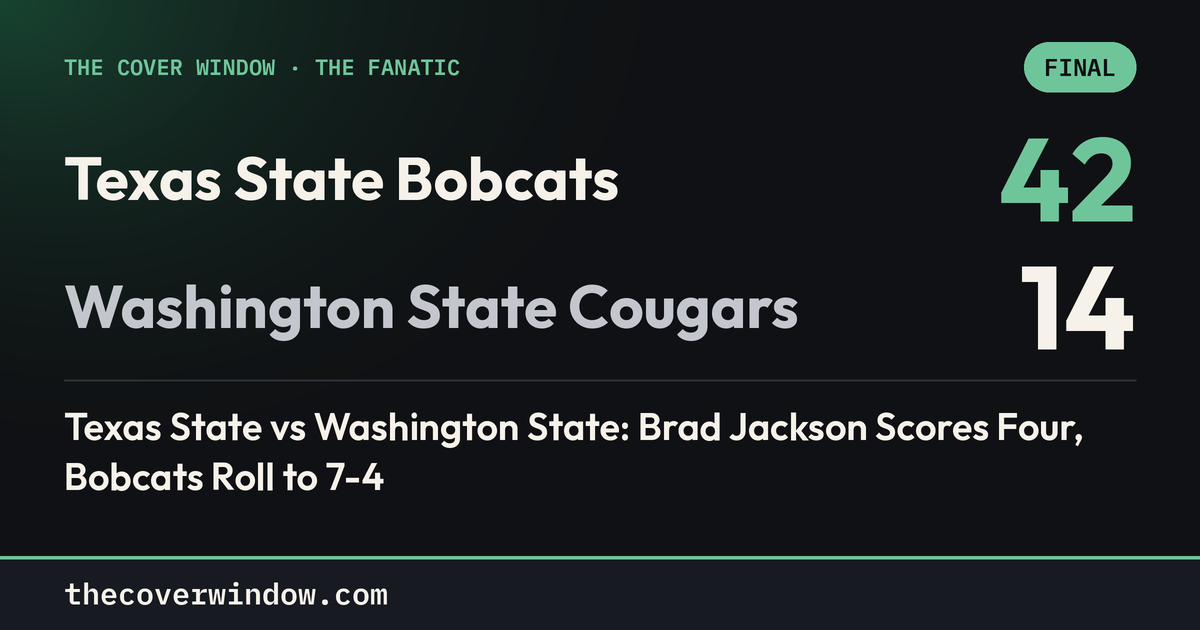 THE COVER WINDOW · THE FANATIC
FINAL
Texas State Bobcats 42
Washington State Cougars 14
Texas State vs Washington State: Brad Jackson Scores Four,
Bobcats Roll to 7-4
thecoverwindow.com